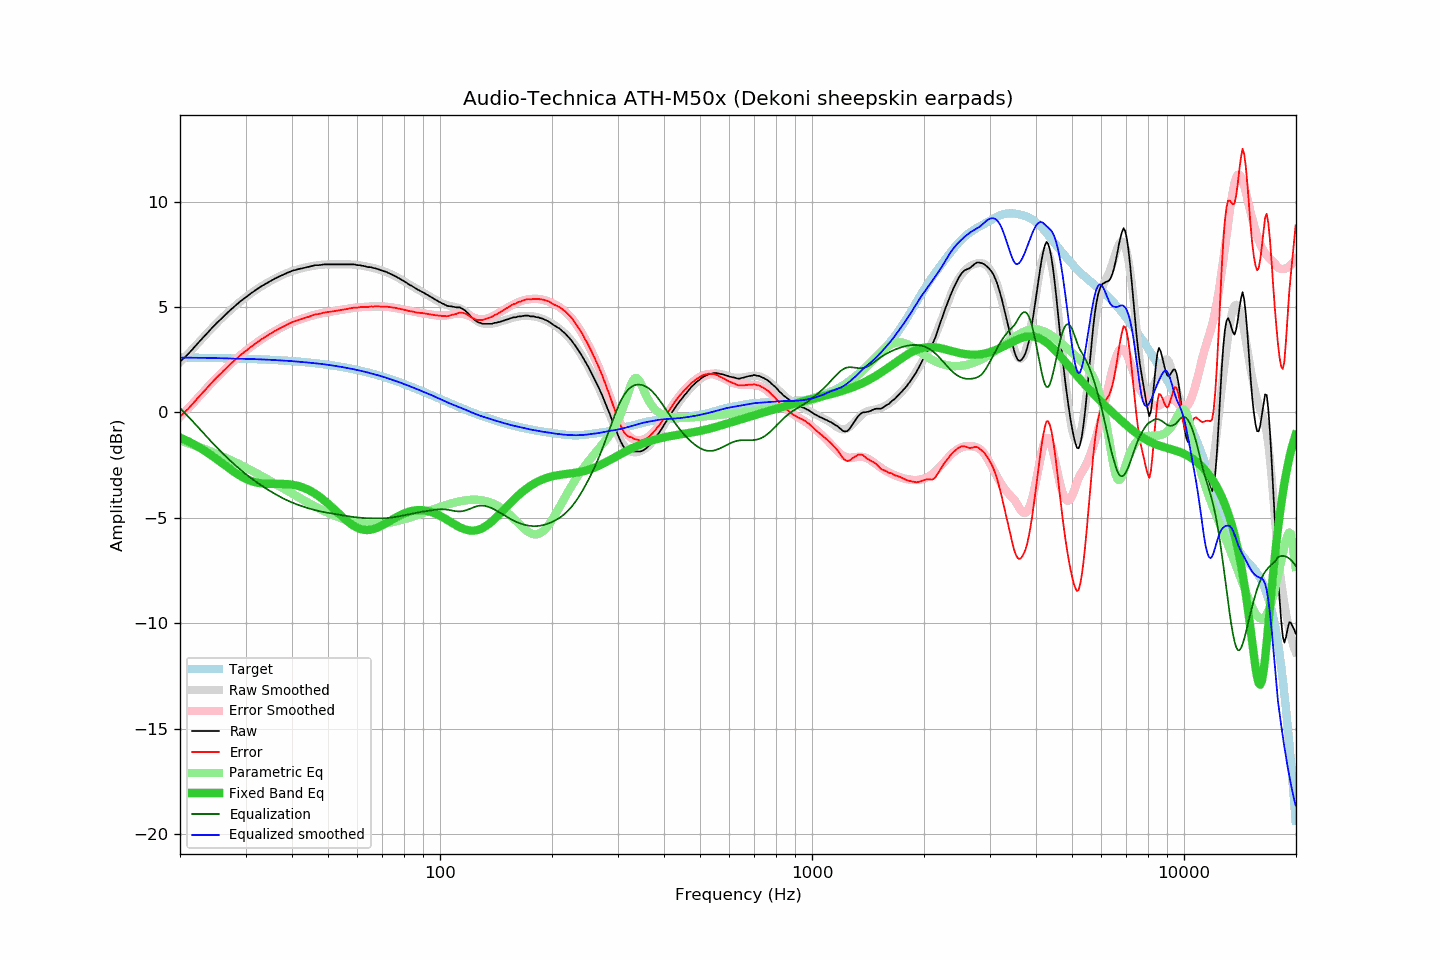 Audio-Technica ATH-M50x (Dekoni sheepskin earpads)
Amplitude (dBr)
10
5
0
−5
−10
−15
−20
Target
Raw Smoothed
Error Smoothed
Raw
Error
Parametric Eq
Fixed Band Eq
Equalization
Equalized smoothed
100 1000 10000
Frequency (Hz)